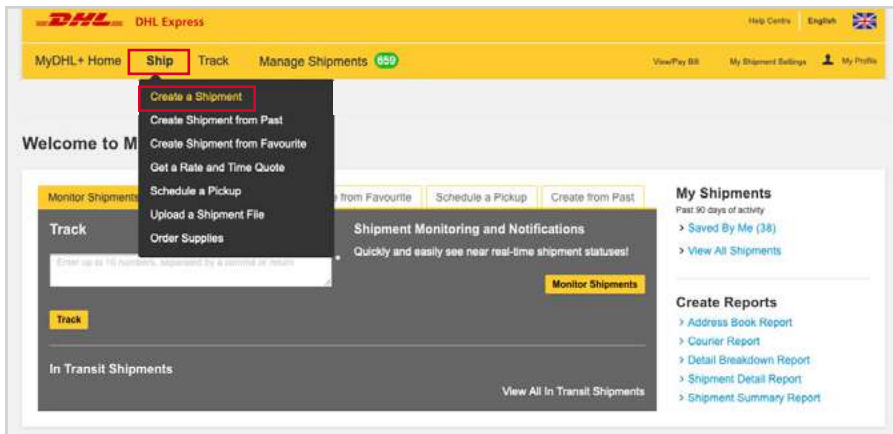 DHL DHL Express
Help Centre English
MyDHL+ Home Ship Track Manage Shipments 659
View/Pay Bill My Shipment Settings My Profile
Create a Shipment
Create Shipment from Past
Create Shipment from Favourite
Get a Rate and Time Quote
Schedule a Pickup
Upload a Shipment File
Order Supplies
Welcome to M
Monitor Shipments from Favourite Schedule a Pickup Create from Past
Track
Enter up to 10 numbers, separated by a comma or return.
Track
Shipment Monitoring and Notifications
Quickly and easily see near real-time shipment statuses!
Monitor Shipments
In Transit Shipments
View All In Transit Shipments
My Shipments
Past 90 days of activity
> Saved By Me (38)
> View All Shipments
Create Reports
> Address Book Report
> Courier Report
> Detail Breakdown Report
> Shipment Detail Report
> Shipment Summary Report